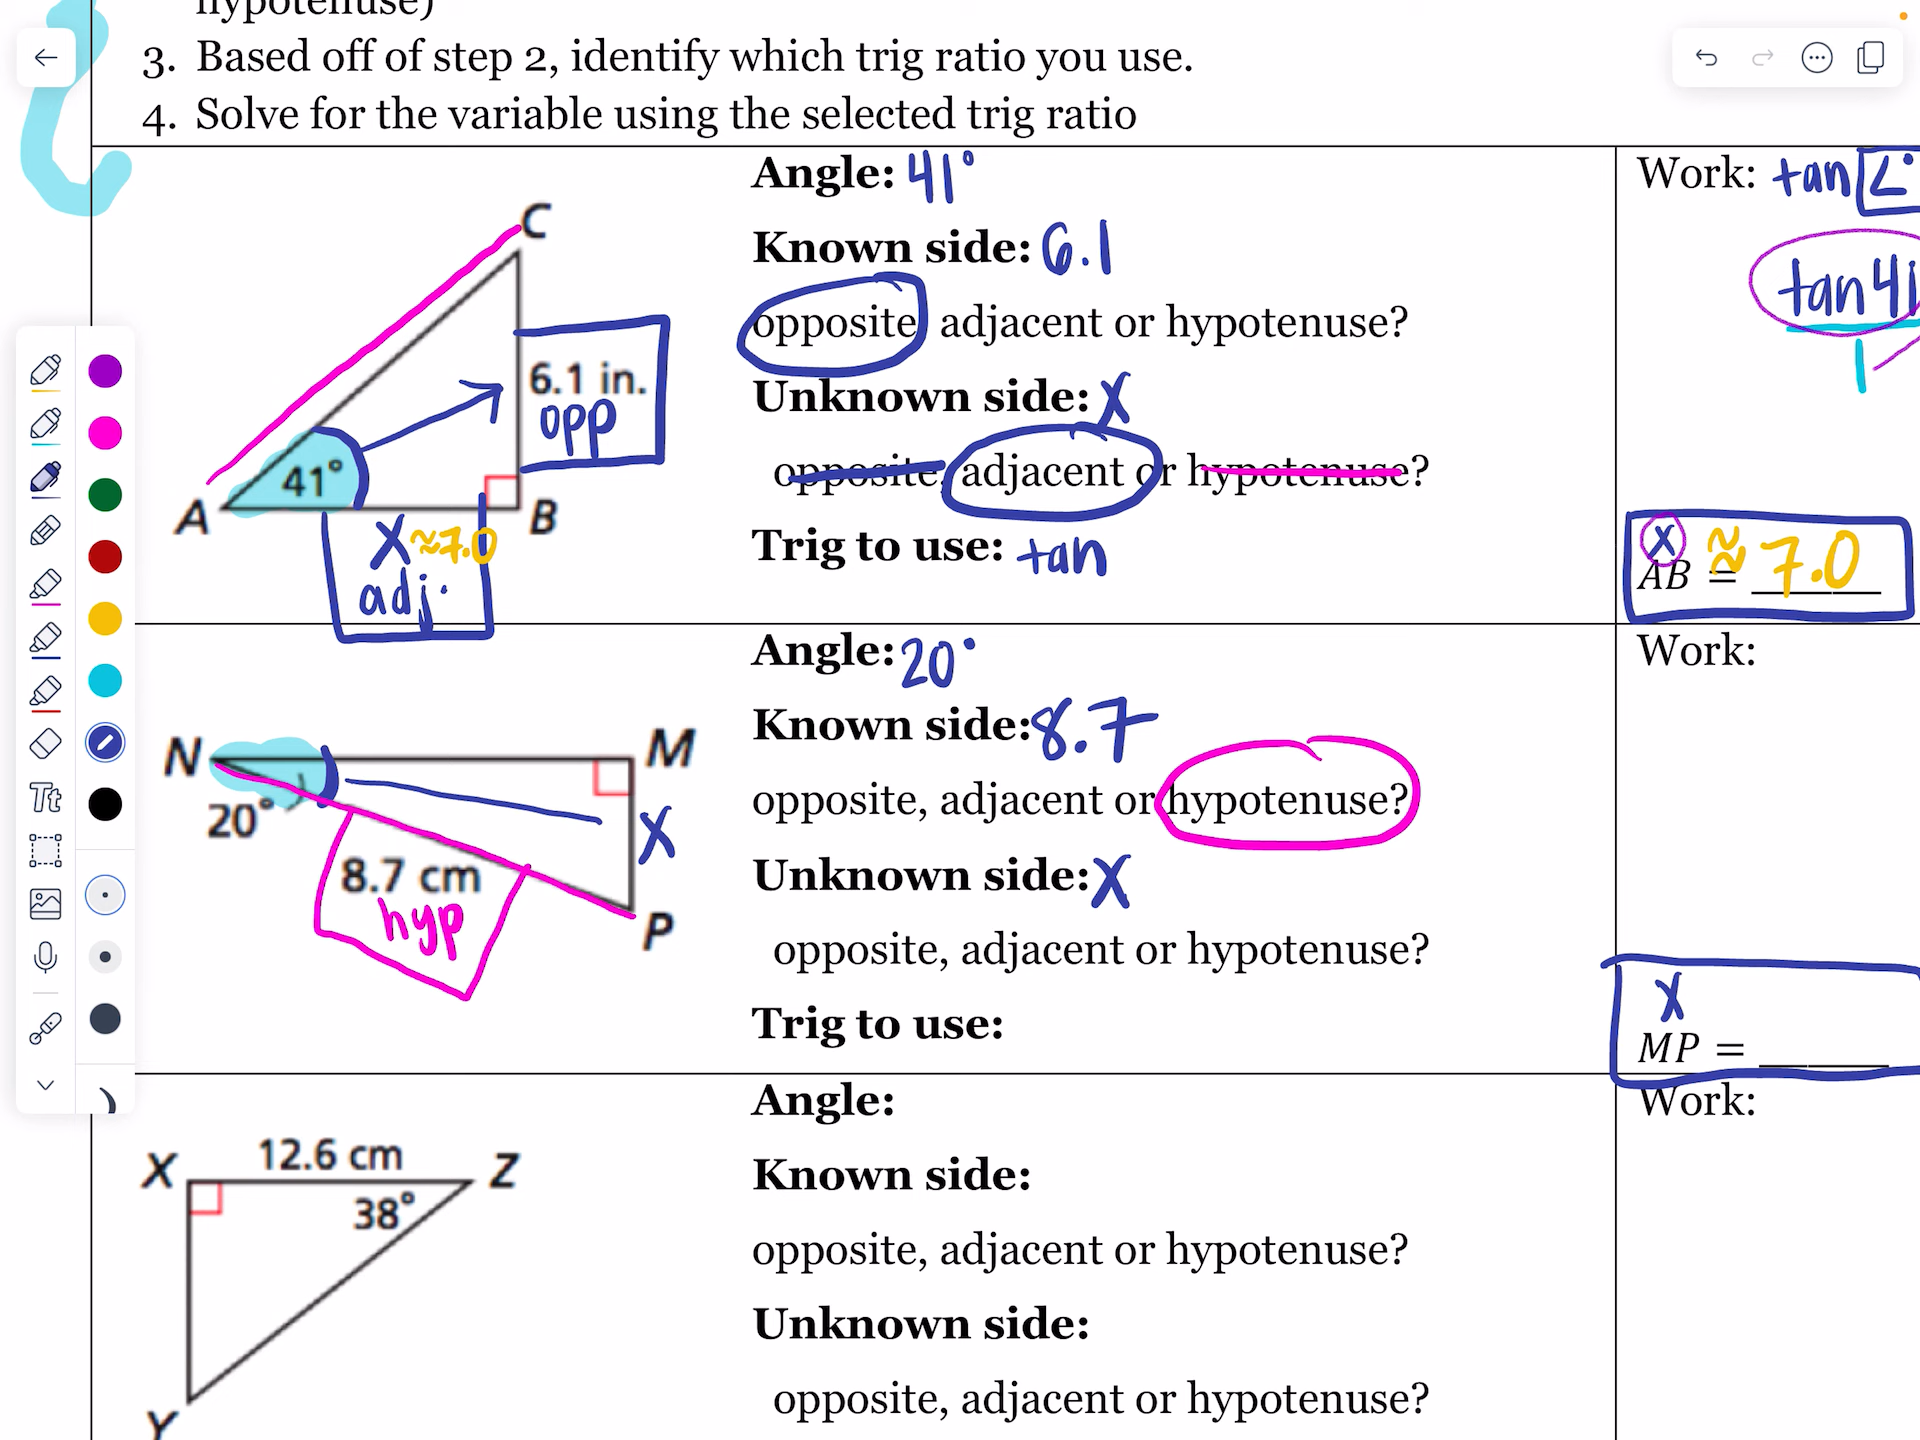 hypotenuse)
3. Based off of step 2, identify which trig ratio you use.
4. Solve for the variable using the selected trig ratio
C
6.1 in.
opp
41°
A
B
X ≈7.0
adj.
Angle: 41°
Known side: 6.1
opposite, adjacent or hypotenuse?
Unknown side: X
opposite, adjacent or hypotenuse?
Trig to use: tan
Work: tan ∠°
tan 41
1
X
AB = ≈ 7.0
N
M
20°
X
8.7 cm
hyp
P
Angle: 20°
Known side: 8.7
opposite, adjacent or hypotenuse?
Unknown side: X
opposite, adjacent or hypotenuse?
Trig to use:
Work:
X
MP = ______
X
12.6 cm
Z
38°
Y
Angle:
Known side:
opposite, adjacent or hypotenuse?
Unknown side:
opposite, adjacent or hypotenuse?
Work:
Tt